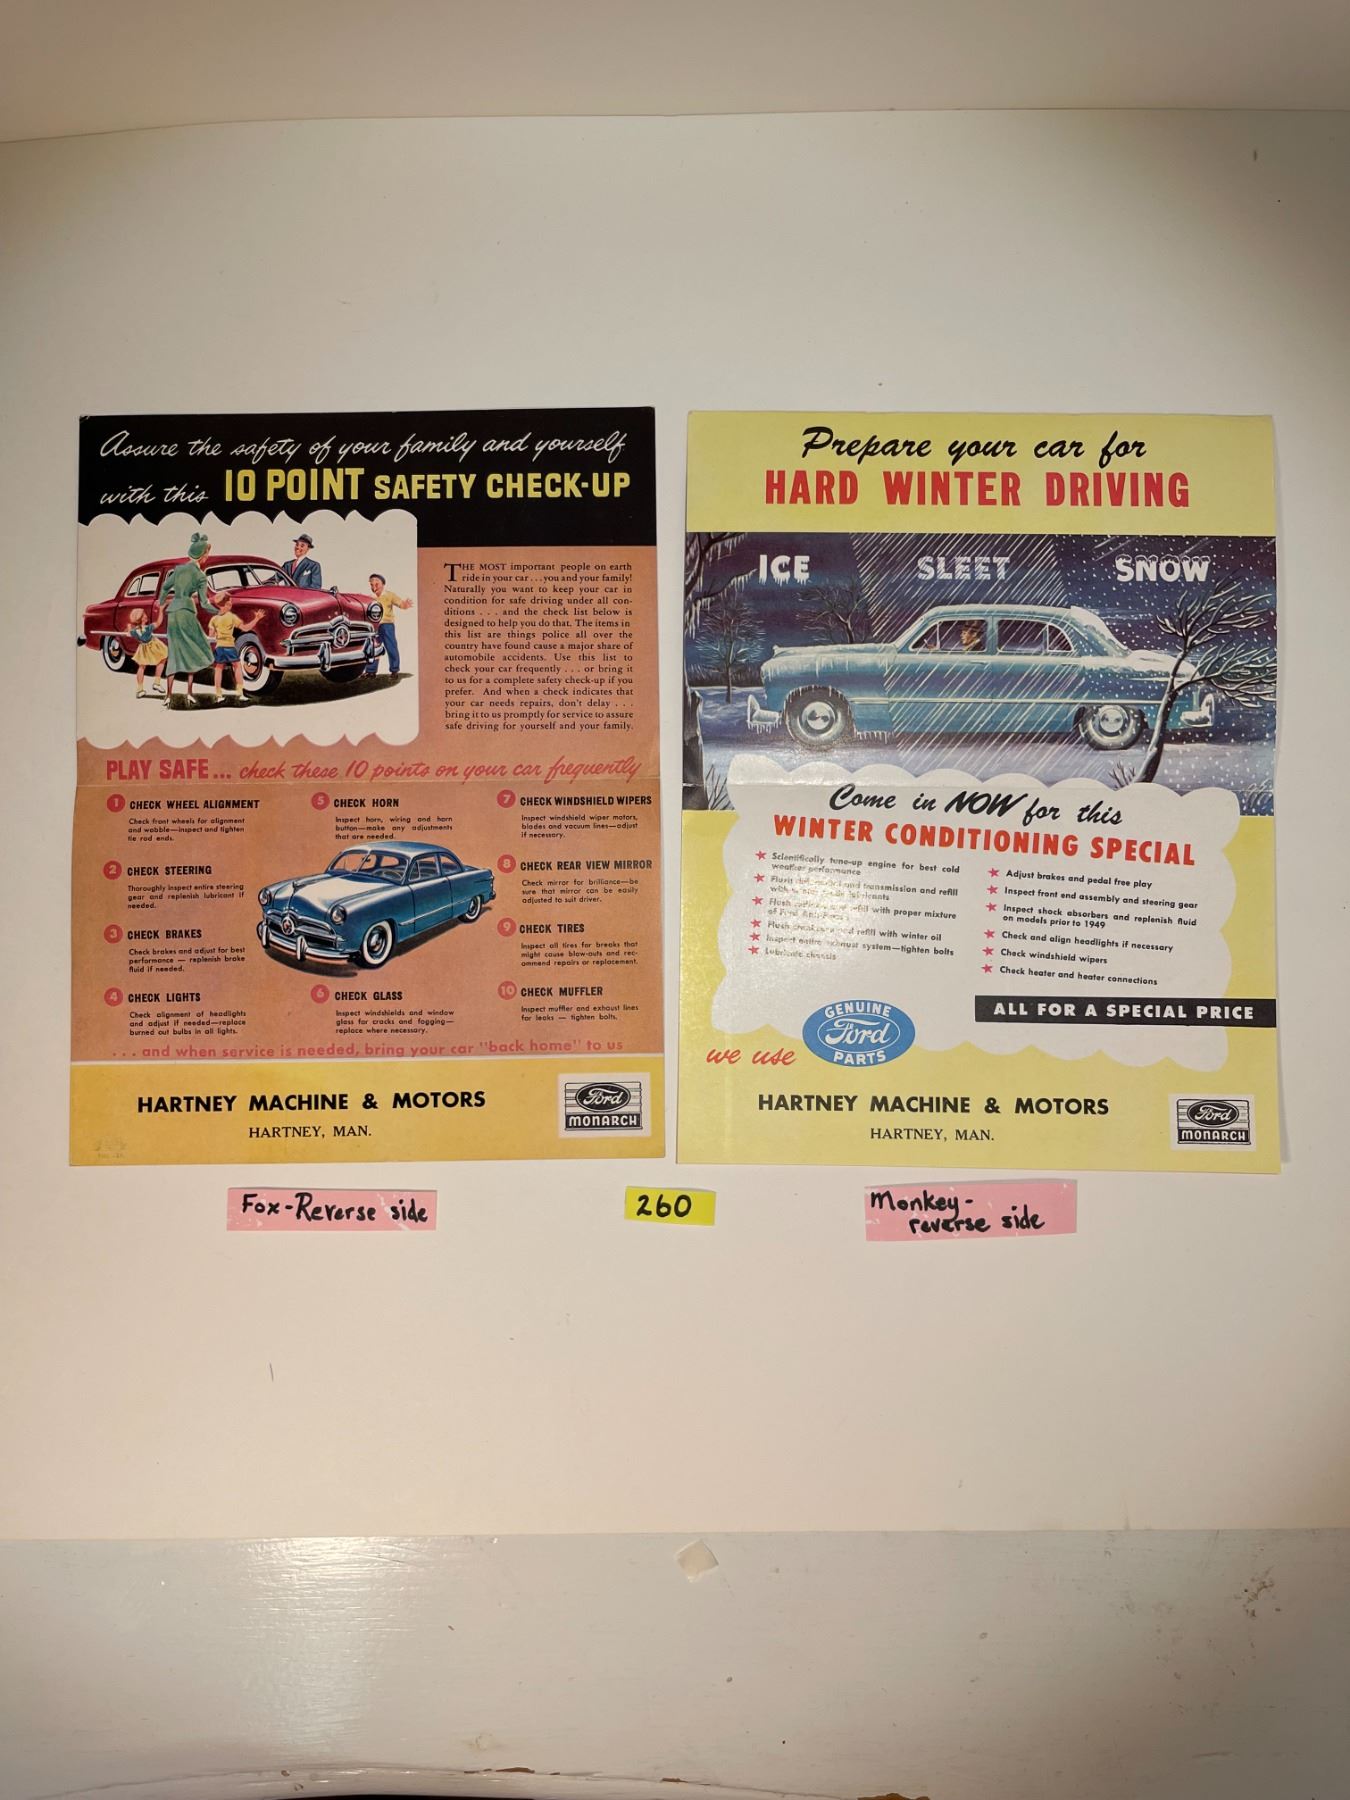 Assure the safety of your family and yourself
with this 10 POINT SAFETY CHECK-UP
THE MOST important people on earth
ride in your car . . . you and your family!
Naturally you want to keep your car in
condition for safe driving under all con-
ditions . . . and the check list below is
designed to help you do that. The items in
this list are things police all over the
country have found cause a major share of
automobile accidents. Use this list to
check your car frequently . . . or bring it
to us for a complete safety check-up if you
prefer. And when a check indicates that
your car needs repairs, don't delay . . .
bring it to us promptly for service to assure
safe driving for yourself and your family.
PLAY SAFE... check these 10 points on your car frequently
1 CHECK WHEEL ALIGNMENT
Check front wheels for alignment
and wobble—inspect and tighten
tie rod ends.
2 CHECK STEERING
Thoroughly inspect entire steering
gear and replenish lubricant if
needed.
3 CHECK BRAKES
Check brakes and adjust for best
performance — replenish brake
fluid if needed.
4 CHECK LIGHTS
Check alignment of headlights
and adjust if needed—replace
burned out bulbs in all lights.
5 CHECK HORN
Inspect horn, wiring and horn
button—make any adjustments
that are needed.
6 CHECK GLASS
Inspect windshields and window
glass for cracks and fogging—
replace where necessary.
7 CHECK WINDSHIELD WIPERS
Inspect windshield wiper motors,
blades and vacuum lines—adjust
if necessary.
8 CHECK REAR VIEW MIRROR
Check mirror for brilliance—be
sure that mirror can be easily
adjusted to suit driver.
9 CHECK TIRES
Inspect all tires for breaks that
might cause blow-outs and rec-
ommend repairs or replacement.
10 CHECK MUFFLER
Inspect muffler and exhaust lines
for leaks — tighten bolts.
. . . and when service is needed, bring your car "back home" to us
HARTNEY MACHINE & MOTORS
HARTNEY, MAN.
Ford
MONARCH
Prepare your car for
HARD WINTER DRIVING
ICE SLEET SNOW
Come in NOW for this
WINTER CONDITIONING SPECIAL
Scientifically tune-up engine for best cold
weather performance
Flush differential and transmission and refill
with lubricants
Flush and refill with proper mixture
of Ford
Flush and refill with winter oil
Inspect entire exhaust system—tighten bolts
Lubricate chassis
Adjust brakes and pedal free play
Inspect front end assembly and steering gear
Inspect shock absorbers and replenish fluid
on models prior to 1949
Check and align headlights if necessary
Check windshield wipers
Check heater and heater connections
ALL FOR A SPECIAL PRICE
we use
GENUINE
Ford
PARTS
HARTNEY MACHINE & MOTORS
HARTNEY, MAN.
Ford
MONARCH
Fox-Reverse side
260
Monkey-
reverse side